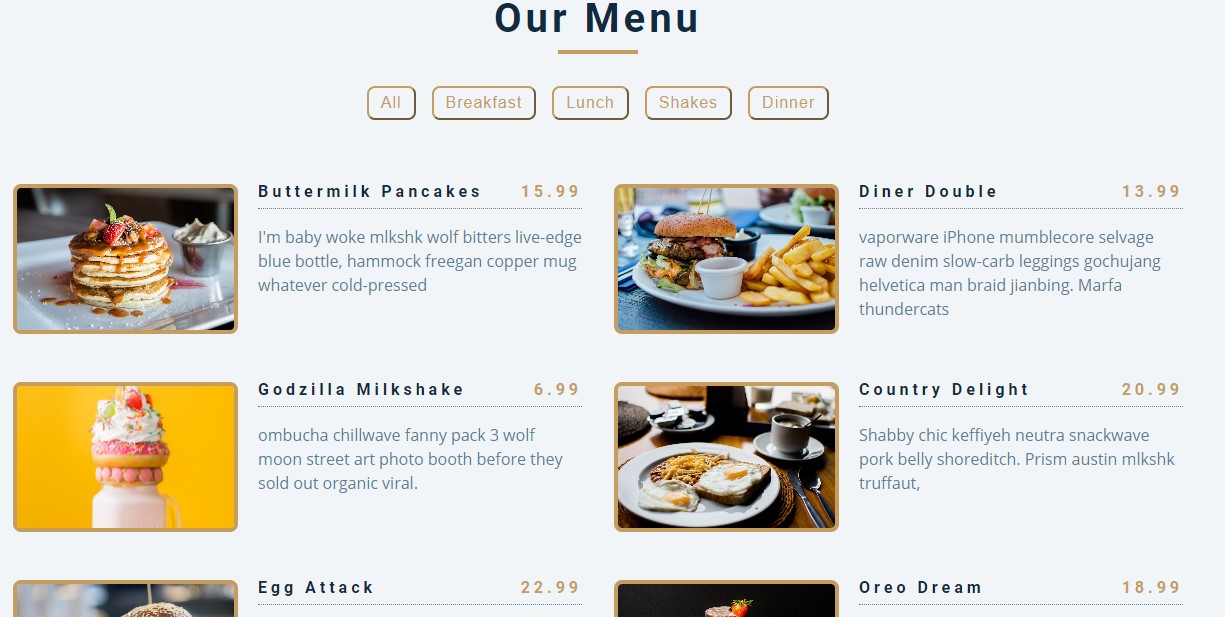 Our Menu
All Breakfast Lunch Shakes Dinner
Buttermilk Pancakes 15.99
I'm baby woke mlkshk wolf bitters live-edge
blue bottle, hammock freegan copper mug
whatever cold-pressed
Diner Double 13.99
vaporware iPhone mumblecore selvage
raw denim slow-carb leggings gochujang
helvetica man braid jianbing. Marfa
thundercats
Godzilla Milkshake 6.99
ombucha chillwave fanny pack 3 wolf
moon street art photo booth before they
sold out organic viral.
Country Delight 20.99
Shabby chic keffiyeh neutra snackwave
pork belly shoreditch. Prism austin mlkshk
truffaut,
Egg Attack 22.99
Oreo Dream 18.99